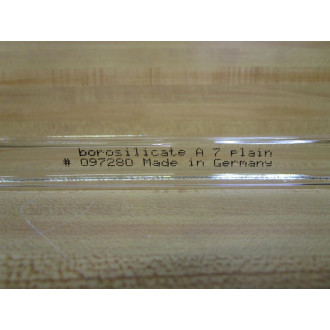 borosilicate A 7 plain
# 097280 Made in Germany